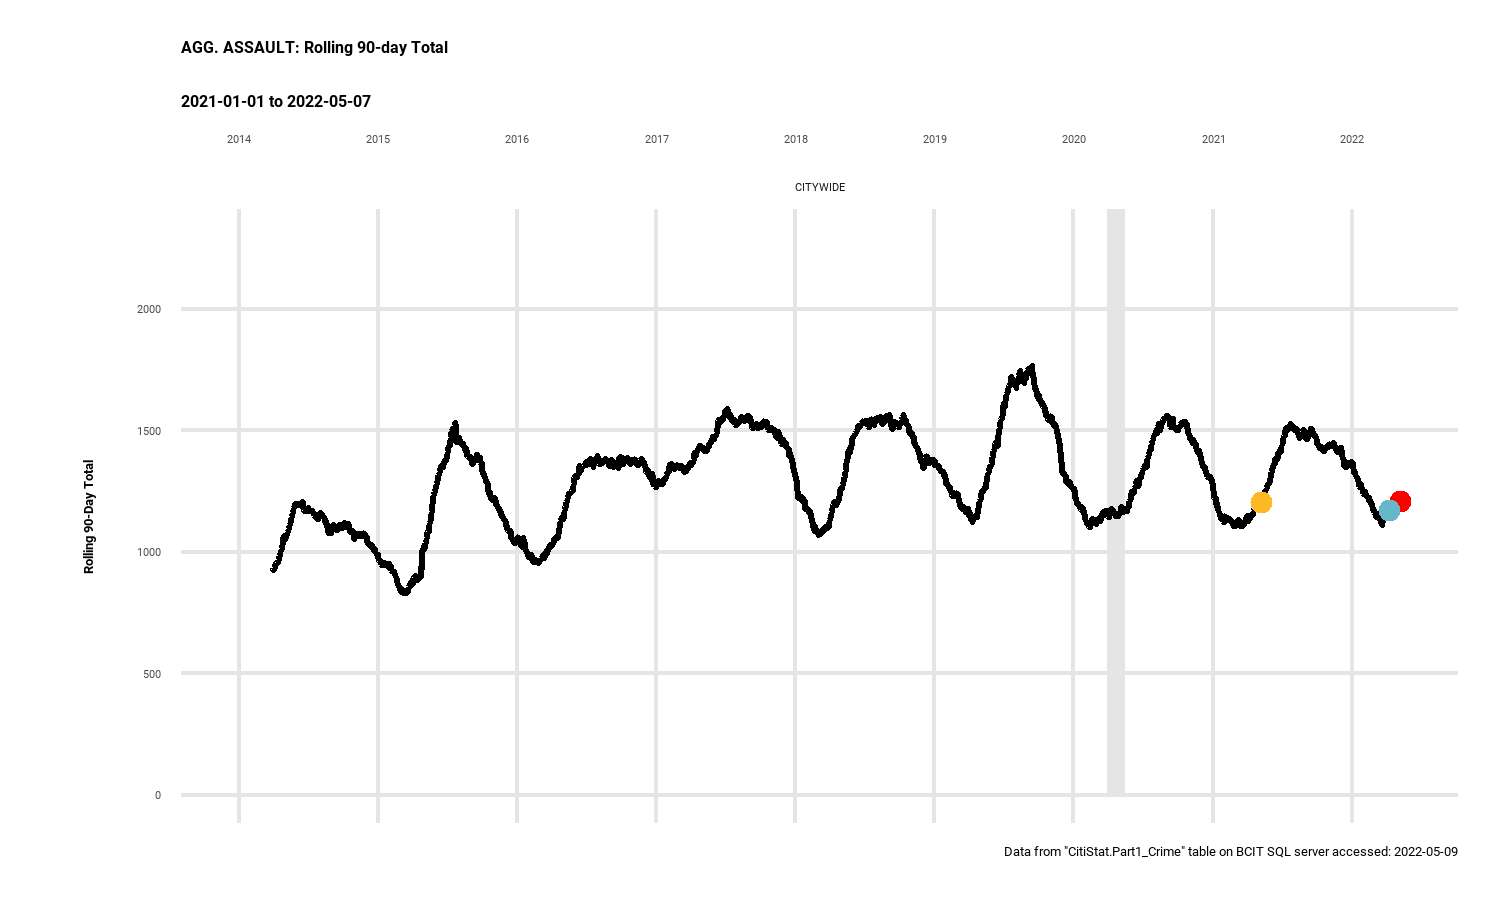 AGG. ASSAULT: Rolling 90-day Total
2021-01-01 to 2022-05-07
2014 2015 2016 2017 2018 2019 2020 2021 2022
CITYWIDE
2000
1500
1000
500
0
Rolling 90-Day Total
Data from "CitiStat.Part1_Crime" table on BCIT SQL server accessed: 2022-05-09